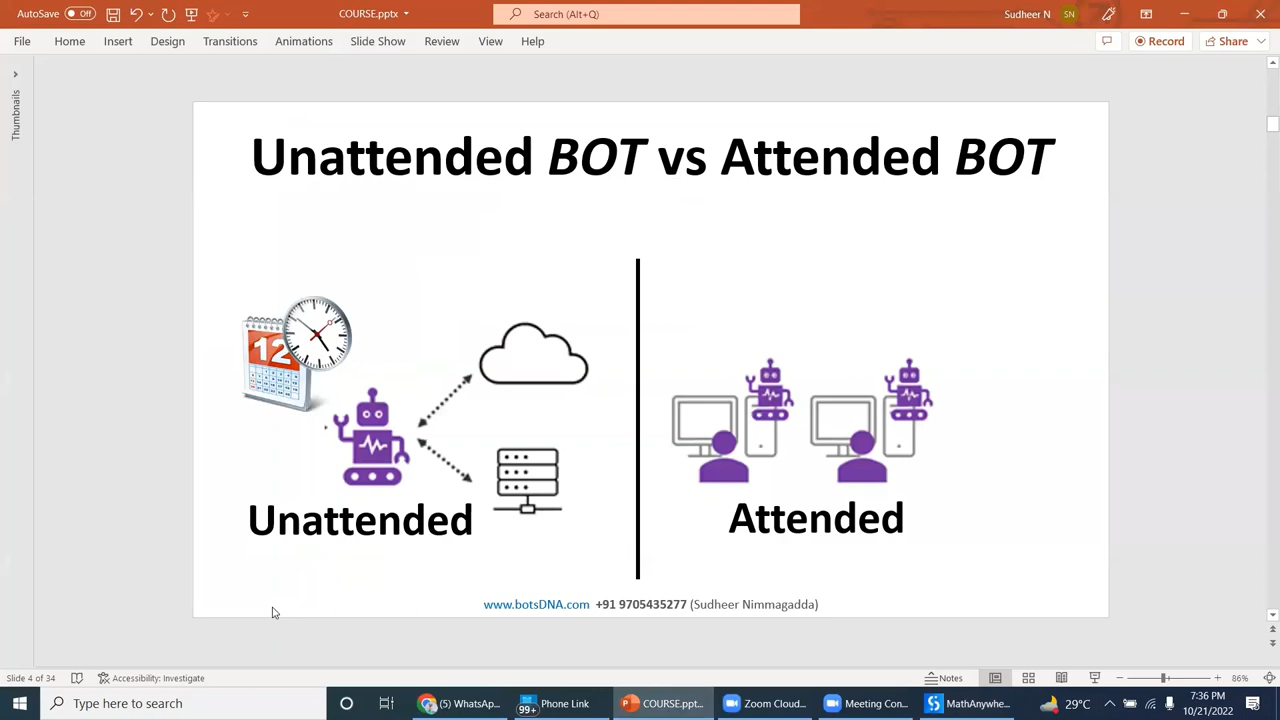 AutoSave Off COURSE.pptx Search (Alt+Q) Sudheer N SN
File Home Insert Design Transitions Animations Slide Show Review View Help Record Share
Thumbnails
Unattended BOT vs Attended BOT
12
Unattended
Attended
www.botsDNA.com +91 9705435277 (Sudheer Nimmagadda)
Slide 4 of 34 Accessibility: Investigate Notes 86%
Type here to search (5) WhatsAp... 99+ Phone Link COURSE.ppt... Zoom Cloud... Meeting Con... MathAnywhe... 29°C 7:36 PM
10/21/2022